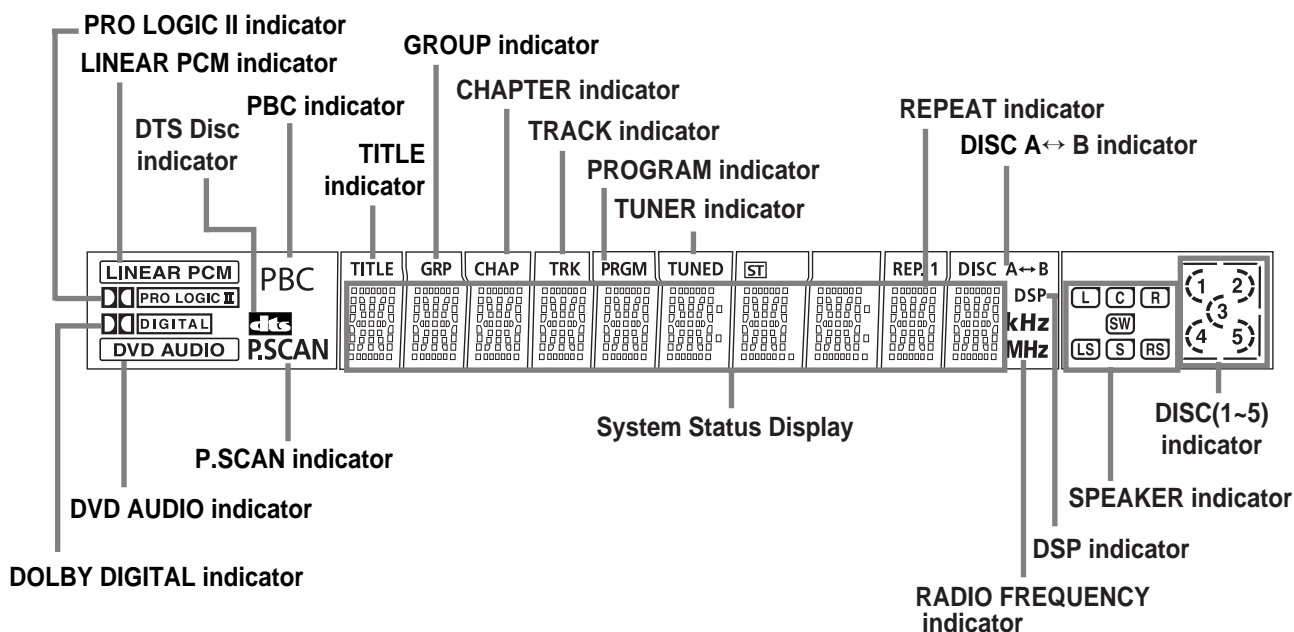 PRO LOGIC II indicator
LINEAR PCM indicator
GROUP indicator
PBC indicator
CHAPTER indicator
REPEAT indicator
DTS Disc
indicator
TRACK indicator
DISC A↔ B indicator
TITLE
indicator
PROGRAM indicator
TUNER indicator
LINEAR PCM
PBC
TITLE GRP CHAP TRK PRGM TUNED ST REP. 1 DISC A↔B
PRO LOGIC II
DSP
L C R
1 2
DIGITAL
dts
kHz
SW
3
DVD AUDIO
P.SCAN
MHz
LS S RS
4 5
System Status Display
DISC(1~5)
indicator
P.SCAN indicator
DVD AUDIO indicator
SPEAKER indicator
DSP indicator
DOLBY DIGITAL indicator
RADIO FREQUENCY
indicator